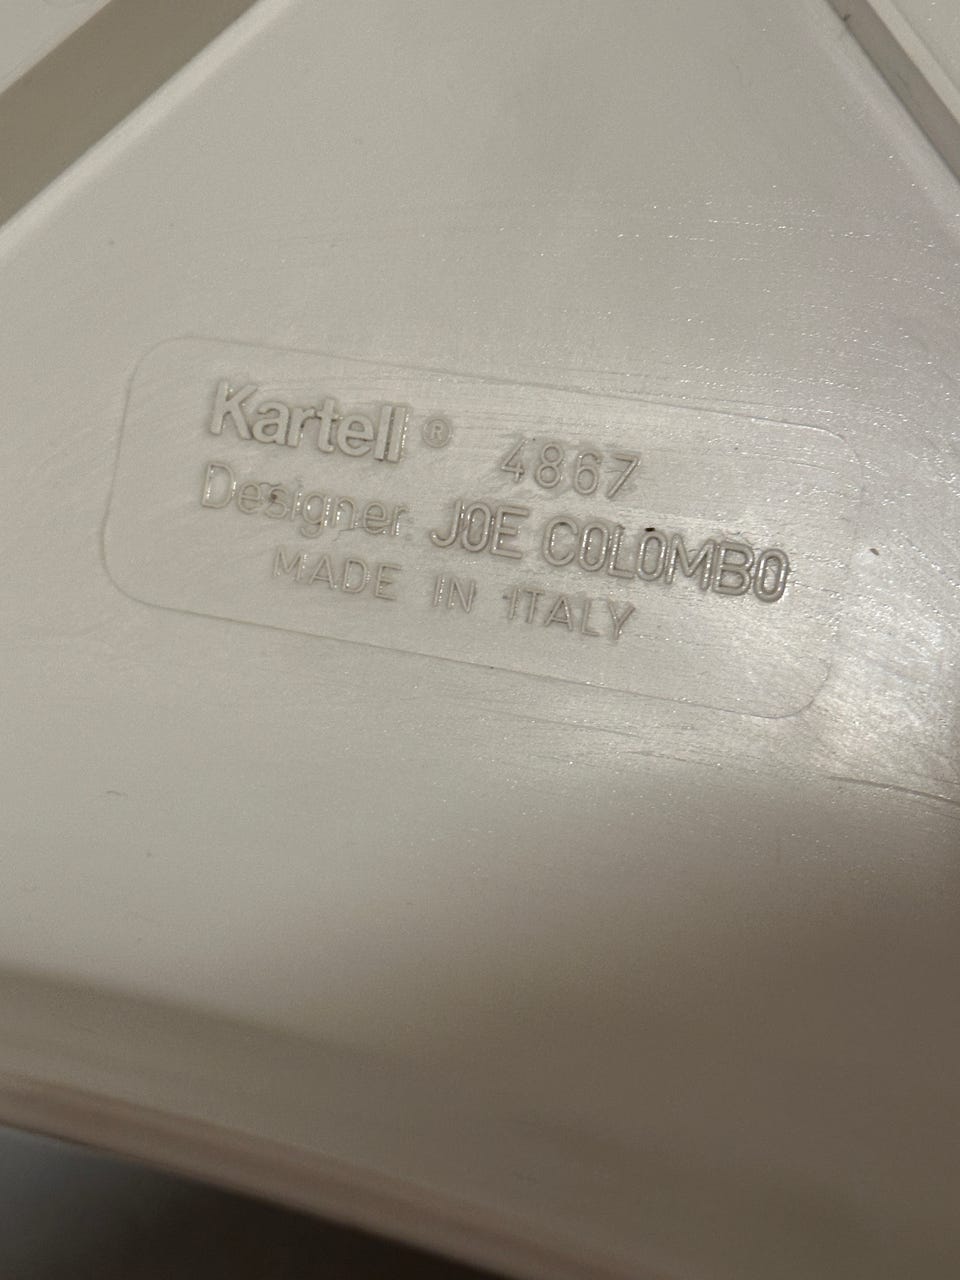 Kartell® 4867
Designer: JOE COLOMBO
MADE IN ITALY